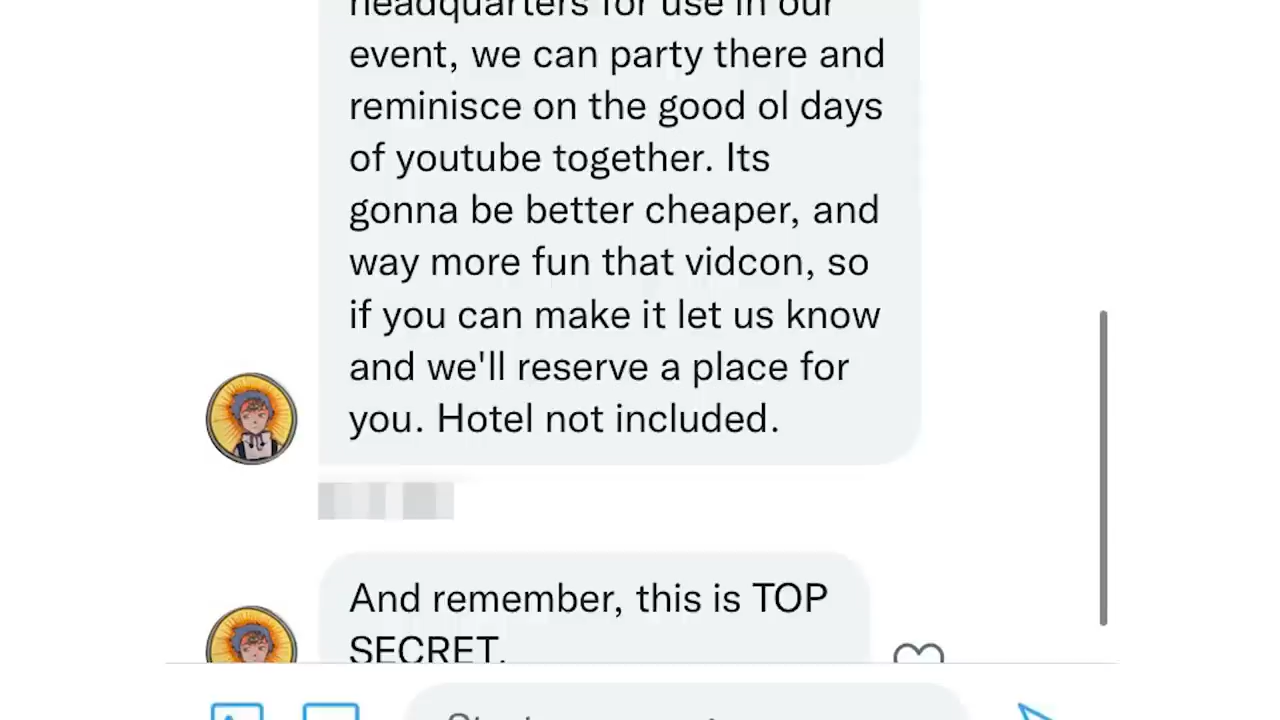 headquarters for use in our
event, we can party there and
reminisce on the good ol days
of youtube together. Its
gonna be better cheaper, and
way more fun that vidcon, so
if you can make it let us know
and we'll reserve a place for
you. Hotel not included.
And remember, this is TOP
SECRET.